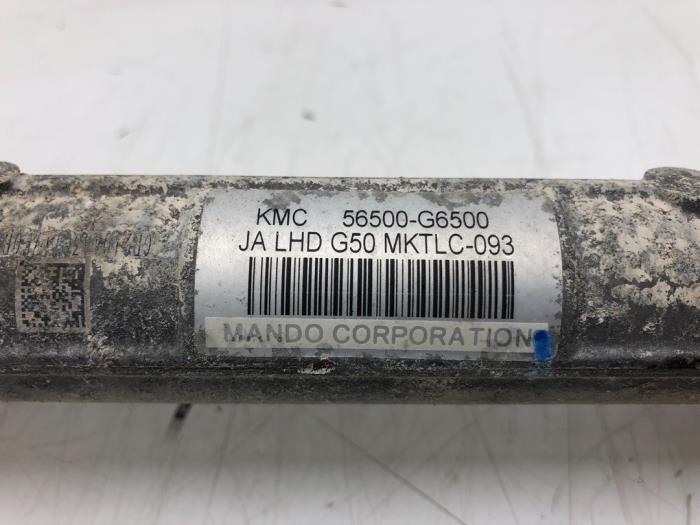 KMC 56500-G6500
JA LHD G50 MKTLC-093
MANDO CORPORATION